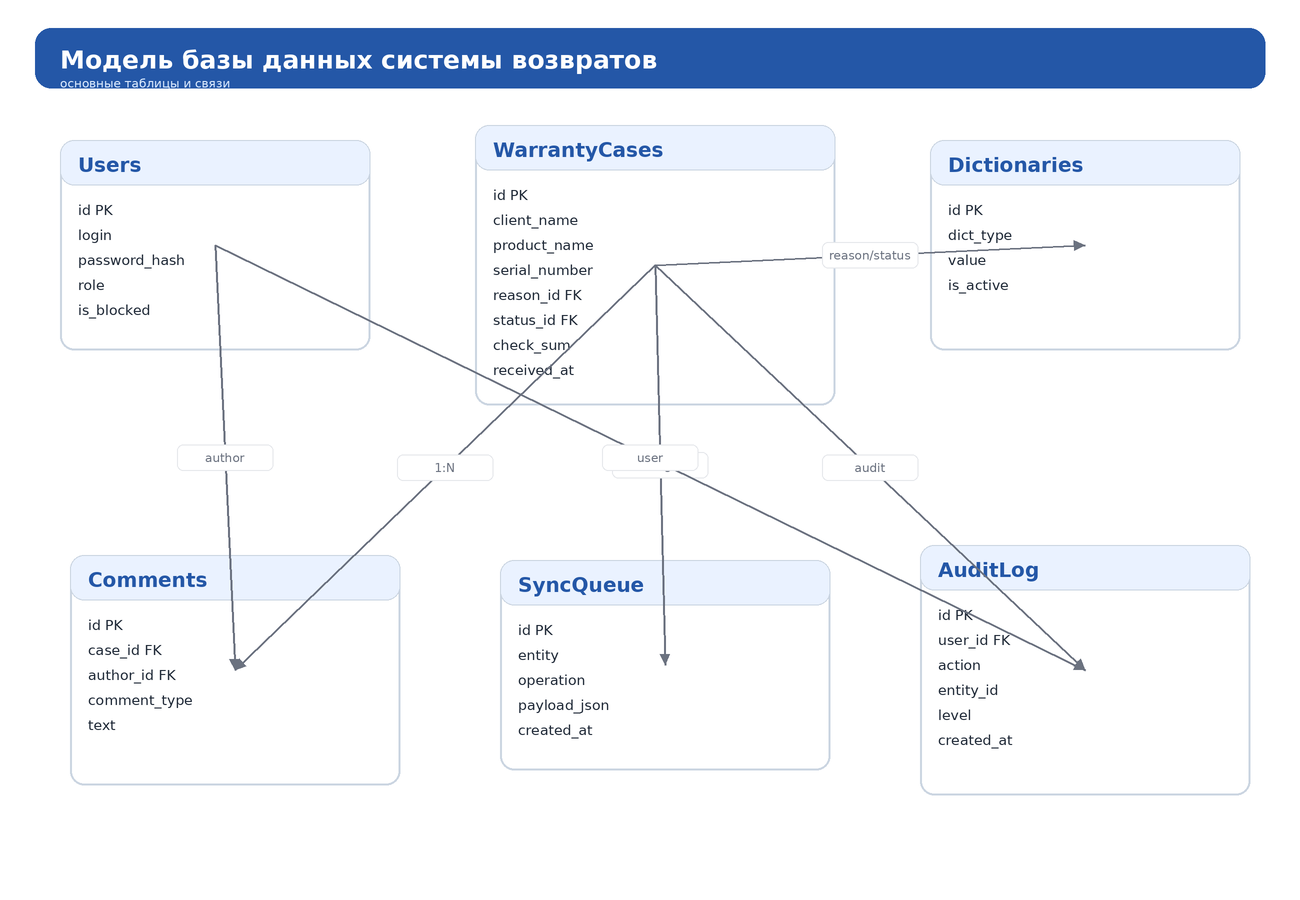 Модель базы данных системы возвратов
основные таблицы и связи
Users
id PK
login
password_hash
role
is_blocked
WarrantyCases
id PK
client_name
product_name
serial_number
reason_id FK
status_id FK
check_sum
received_at
Dictionaries
id PK
dict_type
value
is_active
reason/status
author
1:N
user
audit
Comments
id PK
case_id FK
author_id FK
comment_type
text
SyncQueue
id PK
entity
operation
payload_json
created_at
AuditLog
id PK
user_id FK
action
entity_id
level
created_at